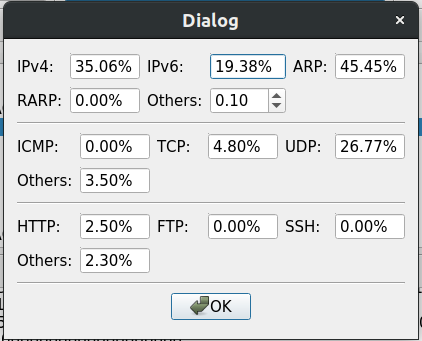 Dialog
IPv4: 35.06% IPv6: 19.38% ARP: 45.45%
RARP: 0.00% Others: 0.10
ICMP: 0.00% TCP: 4.80% UDP: 26.77%
Others: 3.50%
HTTP: 2.50% FTP: 0.00% SSH: 0.00%
Others: 2.30%
OK